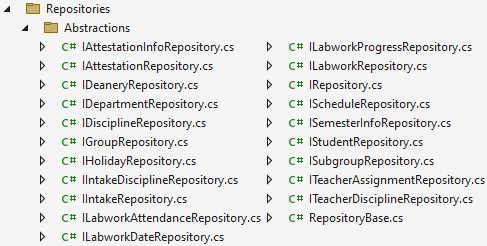 Repositories
Abstractions
C# IAttestationInfoRepository.cs
C# IAttestationRepository.cs
C# IDeaneryRepository.cs
C# IDepartmentRepository.cs
C# IDisciplineRepository.cs
C# IGroupRepository.cs
C# IHolidayRepository.cs
C# IIntakeDisciplineRepository.cs
C# IIntakeRepository.cs
C# ILabworkAttendanceRepository.cs
C# ILabworkDateRepository.cs
C# ILabworkProgressRepository.cs
C# ILabworkRepository.cs
C# IRepository.cs
C# IScheduleRepository.cs
C# ISemesterInfoRepository.cs
C# IStudentRepository.cs
C# ISubgroupRepository.cs
C# ITeacherAssignmentRepository.cs
C# ITeacherDisciplineRepository.cs
C# RepositoryBase.cs